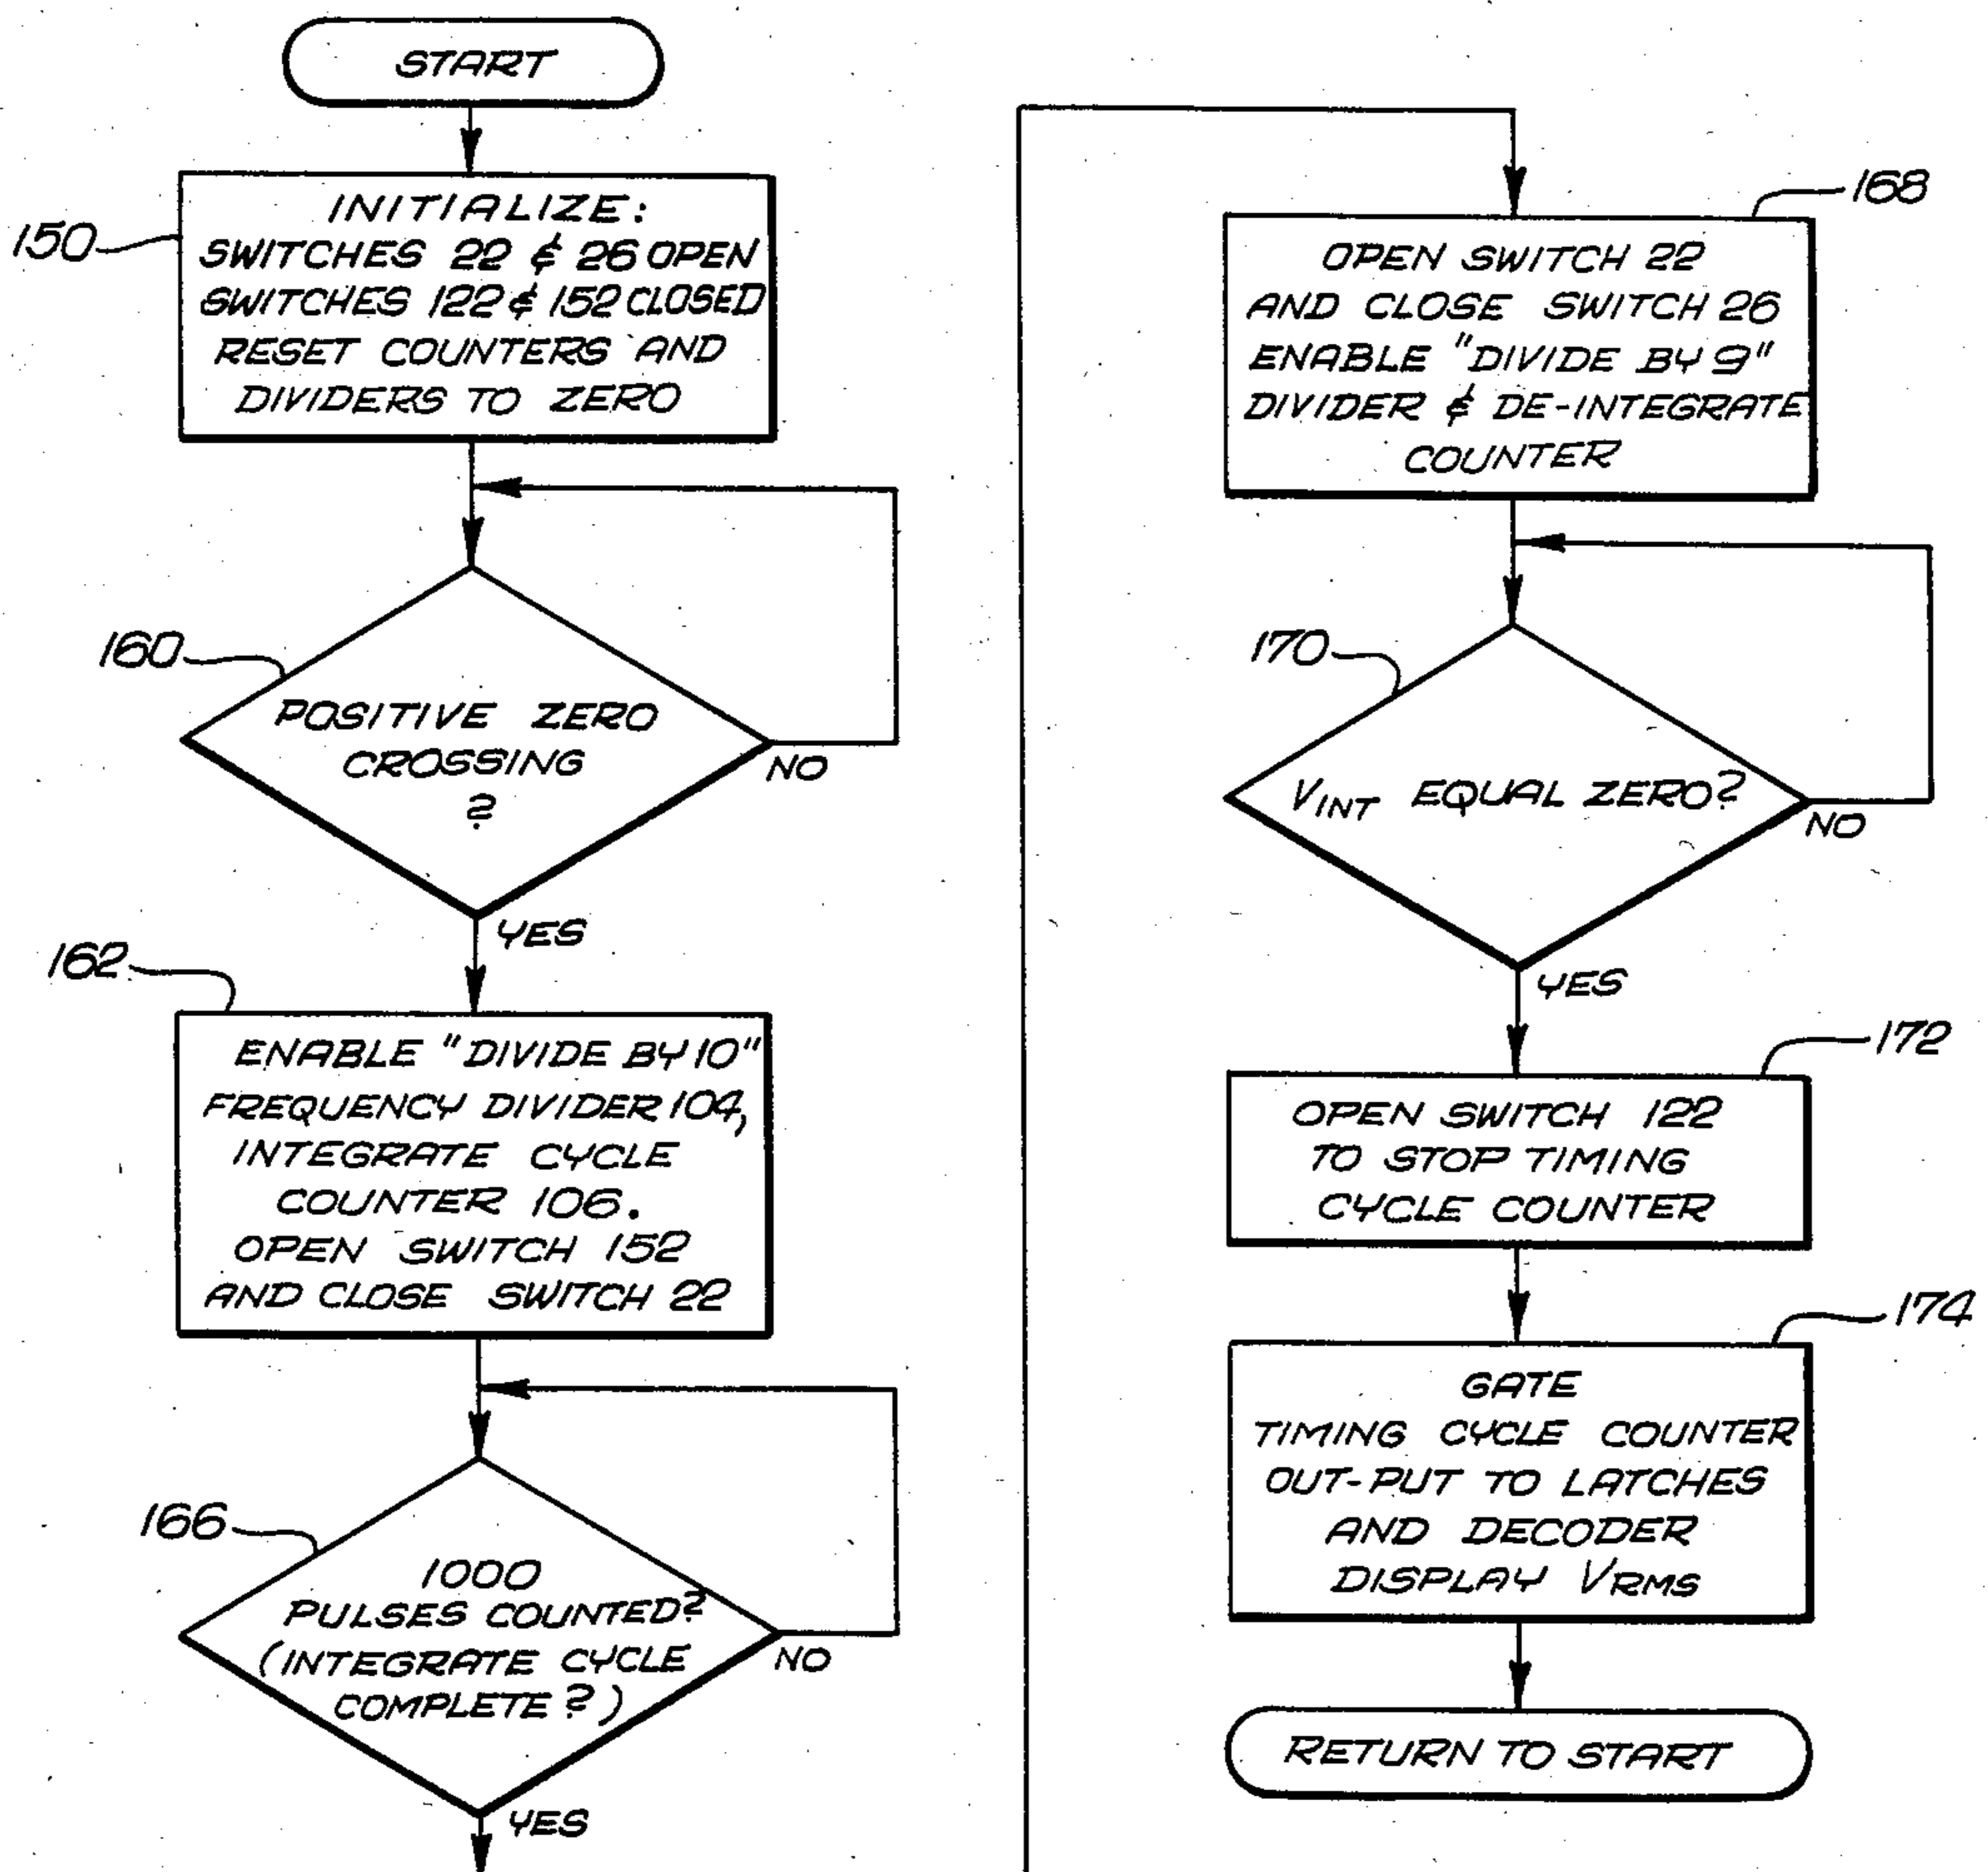 START
150
INITIALIZE:
SWITCHES 22 & 26 OPEN
SWITCHES 122 & 152 CLOSED
RESET COUNTERS AND
DIVIDERS TO ZERO
160
POSITIVE ZERO
CROSSING
?
NO
YES
162
ENABLE "DIVIDE BY 10"
FREQUENCY DIVIDER 104,
INTEGRATE CYCLE
COUNTER 106.
OPEN SWITCH 152
AND CLOSE SWITCH 22
166
1000
PULSES COUNTED?
(INTEGRATE CYCLE
COMPLETE?)
NO
YES
168
OPEN SWITCH 22
AND CLOSE SWITCH 26
ENABLE "DIVIDE BY 9"
DIVIDER & DE-INTEGRATE
COUNTER
170
VINT EQUAL ZERO?
NO
YES
172
OPEN SWITCH 122
TO STOP TIMING
CYCLE COUNTER
174
GATE
TIMING CYCLE COUNTER
OUT-PUT TO LATCHES
AND DECODER
DISPLAY VRMS
RETURN TO START